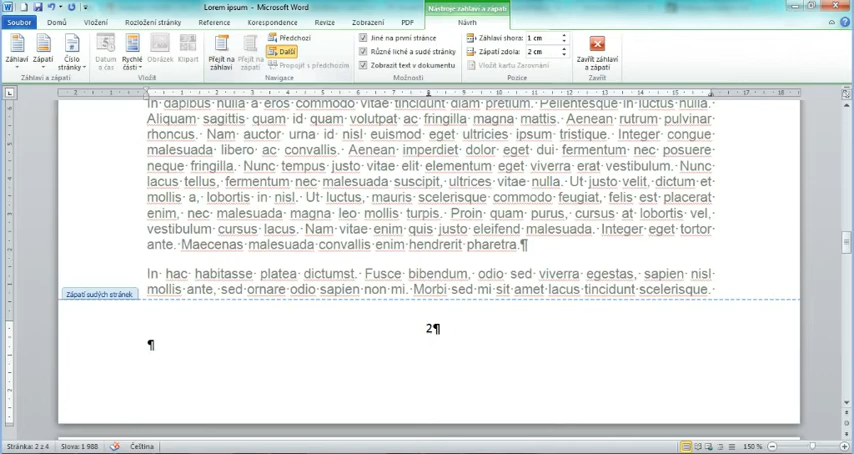 Lorem ipsum - Microsoft Word
Nástroje záhlaví a zápatí
Soubor Domů Vložení Rozložení stránky Reference Korespondence Revize Zobrazení PDF Návrh
Záhlaví Zápatí Číslo stránky
Datum a čas Rychlé části Obrázek Klipart
Přejít na záhlaví Přejít na zápatí
Předchozí
Další
Propojit s předchozím
Jiné na první stránce
Různé liché a sudé stránky
Zobrazit text v dokumentu
Záhlaví shora: 1 cm
Zápatí zdola: 2 cm
Vložit kartu Zarovnání
Zavřít záhlaví a zápatí
Záhlaví a zápatí Vložit Navigace Možnosti Umístění Zavřít
In dapibus nulla a eros commodo vitae tincidunt diam pretium. Pellentesque in luctus nulla.
Aliquam sagittis quam id quam volutpat ac fringilla magna mattis. Aenean rutrum pulvinar
rhoncus. Nam auctor urna id nisl euismod eget ultricies ipsum tristique. Integer congue
malesuada libero ac convallis. Aenean imperdiet dolor eget dui fermentum nec posuere
neque fringilla. Nunc tempus justo vitae elit elementum eget viverra erat vestibulum. Nunc
lacus tellus, fermentum nec malesuada suscipit, ultrices vitae nulla. Ut justo velit, dictum et
mollis a, lobortis in nisl. Ut luctus, mauris scelerisque commodo feugiat, felis est placerat
enim, nec malesuada magna leo mollis turpis. Proin quam purus, cursus at lobortis vel,
vestibulum cursus lacus. Nam vitae enim quis justo eleifend malesuada. Integer eget tortor
ante. Maecenas malesuada convallis enim hendrerit pharetra.¶
In hac habitasse platea dictumst. Fusce bibendum, odio sed viverra egestas, sapien nisl
mollis ante, sed ornare odio sapien non mi. Morbi sed mi sit amet lacus tincidunt scelerisque.
Zápatí sudých stránek
2¶
¶
Stránka: 2 z 4 Slova: 1 988 Čeština 150 %